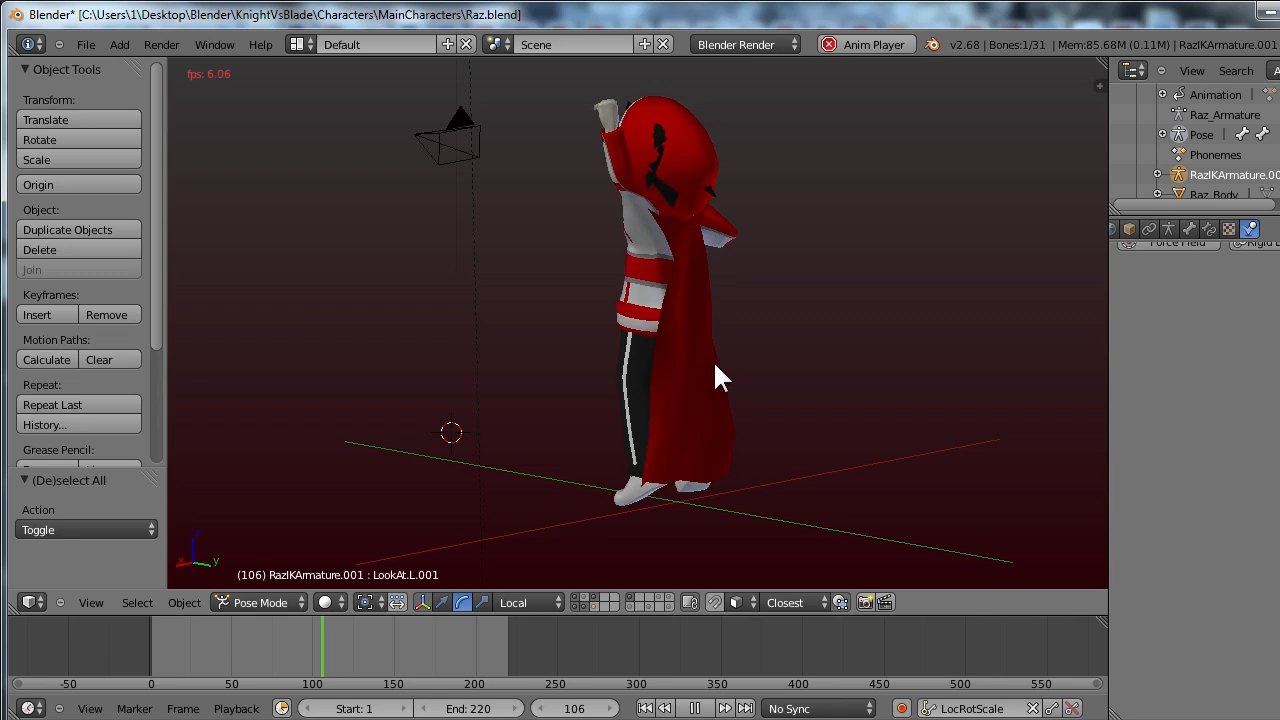 Blender* [C:\Users\1\Desktop\Blender\KnightVsBlade\Characters\MainCharacters\Raz.blend]
File Add Render Window Help Default Scene Blender Render Anim Player v2.68 | Bones:1/31 | Mem:85.68M (0.11M) | RazIKArmature.001
Object Tools
Transform:
Translate
Rotate
Scale
Origin
Object:
Duplicate Objects
Delete
Join
Keyframes:
Insert Remove
Motion Paths:
Calculate Clear
Repeat:
Repeat Last
History...
Grease Pencil:
(De)select All
Action
Toggle
fps: 6.06
x y
(106) RazIKArmature.001 : LookAt.L.001
View Search
Animation
Raz_Armature
Pose
Phonemes
RazIKArmature.00
Raz_Body
Force Field
View Select Object Pose Mode Local Closest
-50 0 50 100 150 200 250 300 350 400 450 500 550
View Marker Frame Playback Start: 1 End: 220 106 No Sync LocRotScale